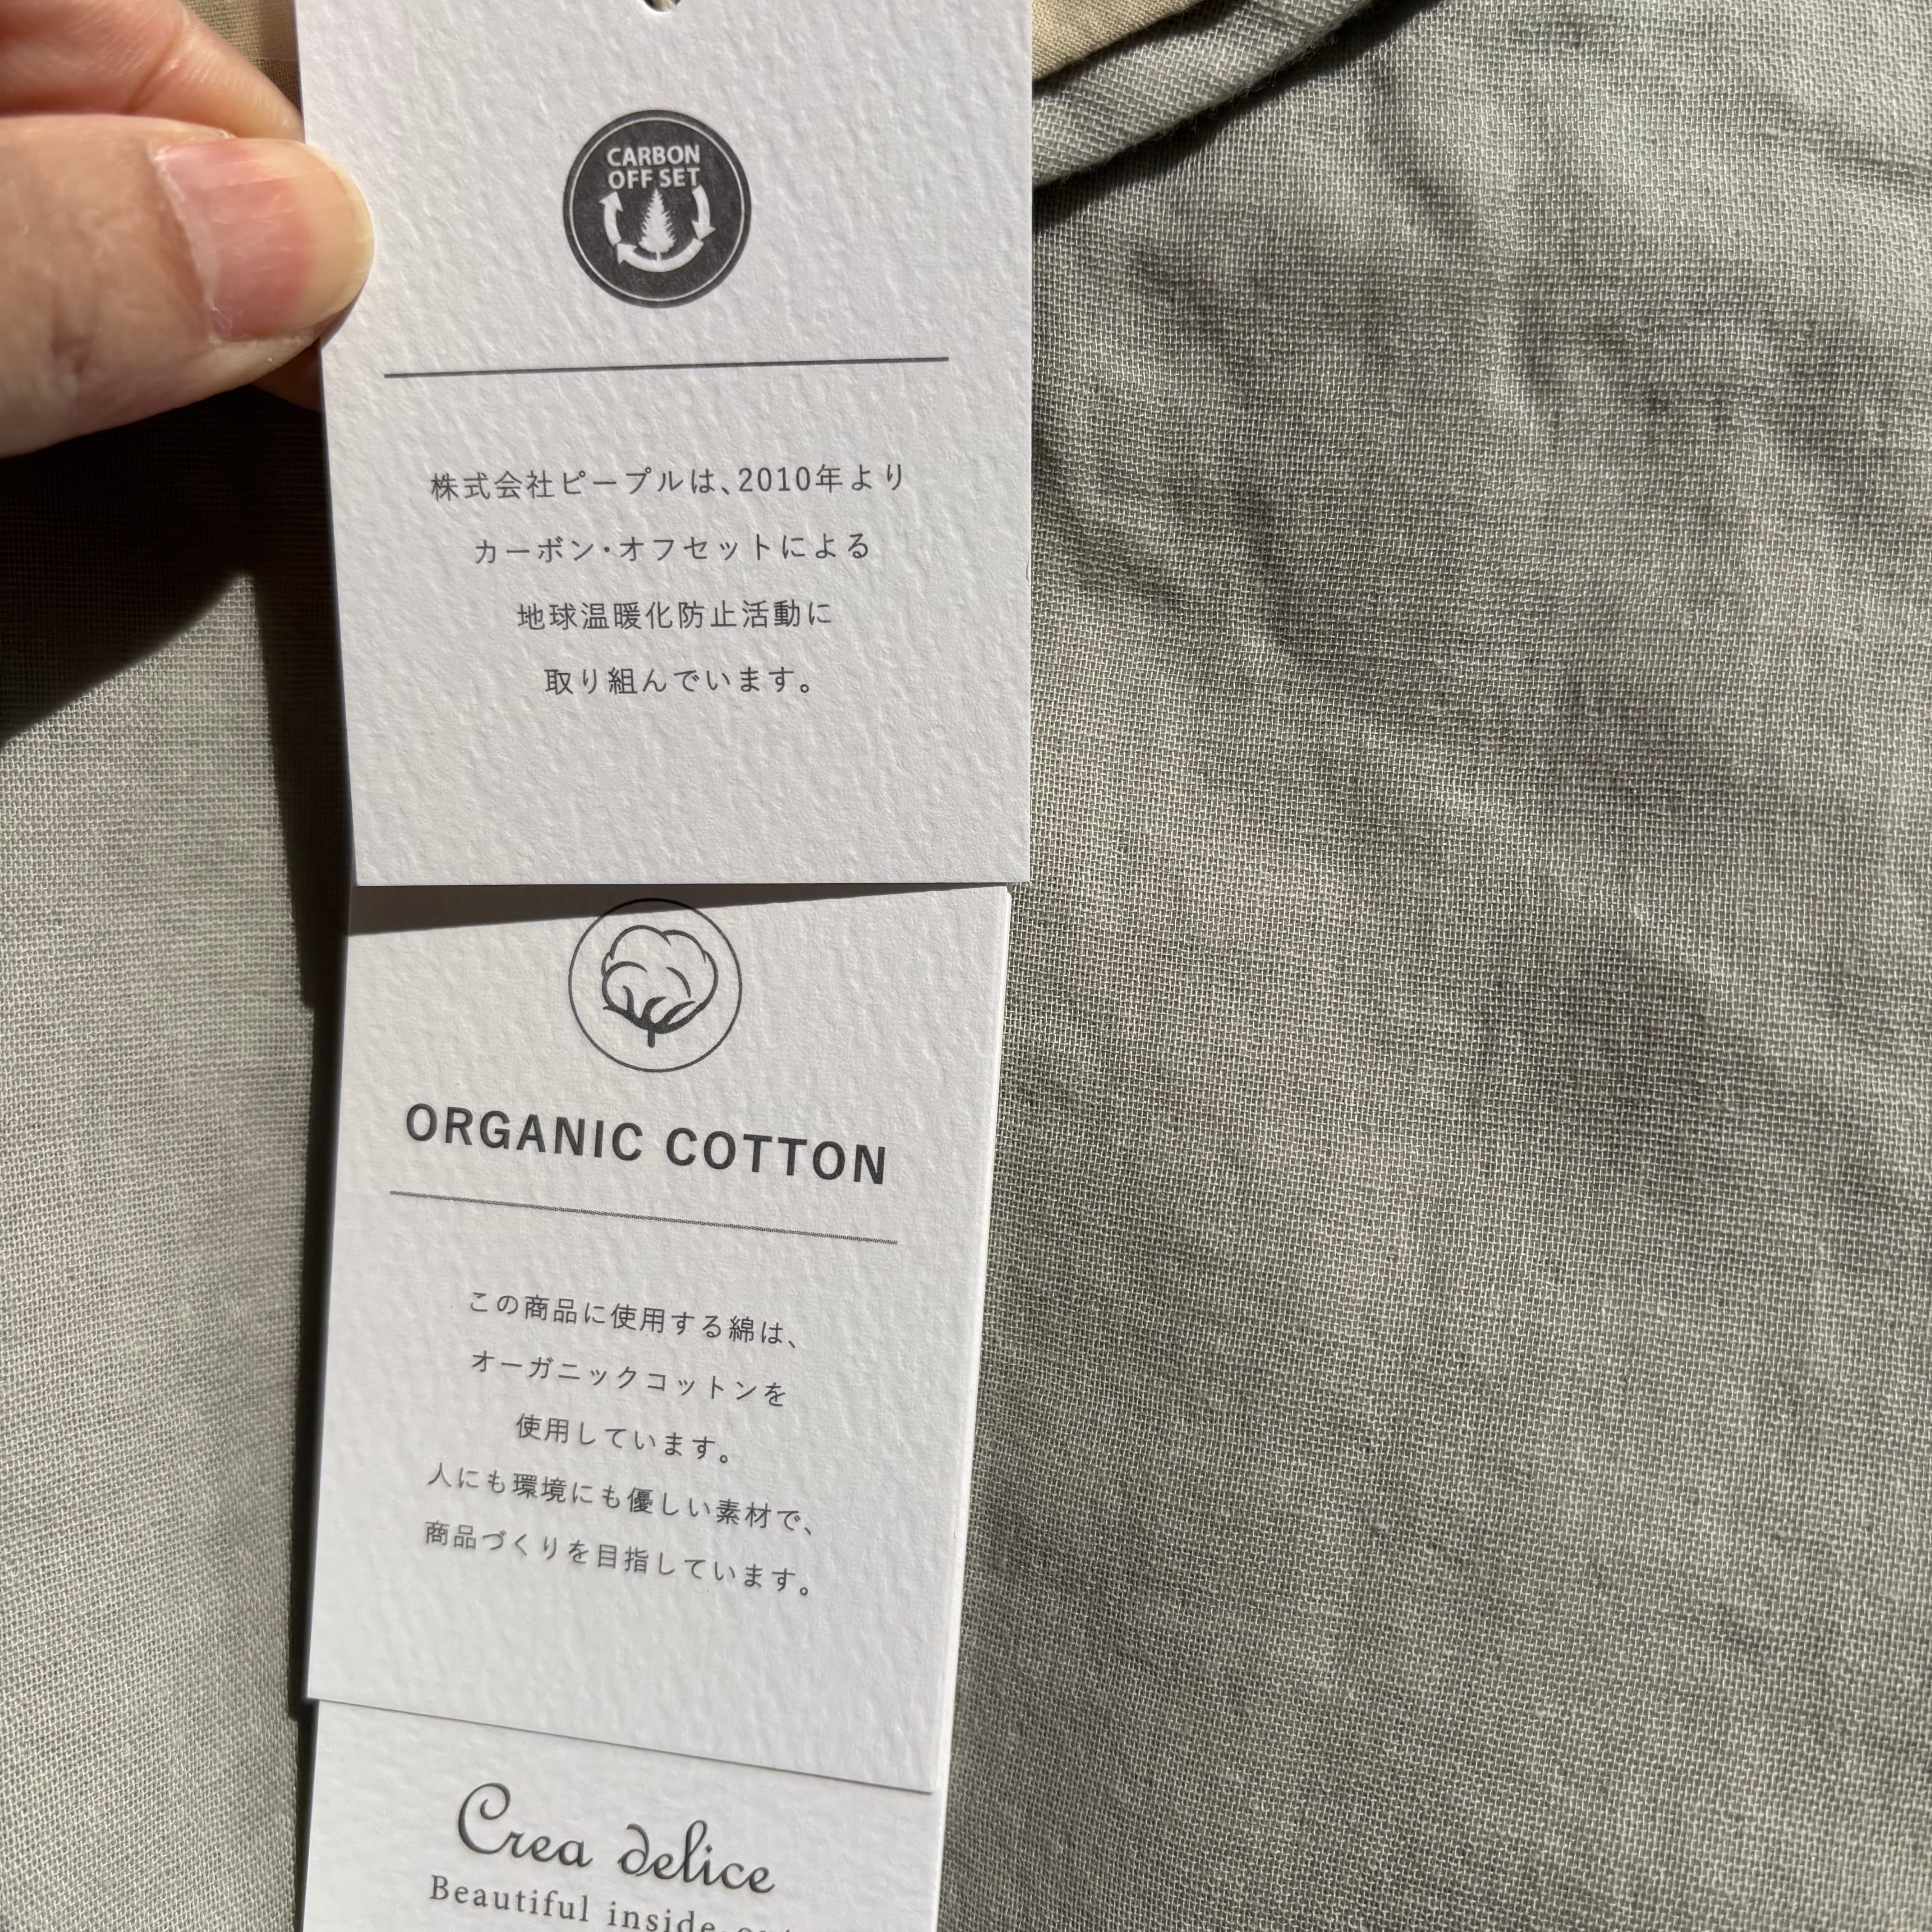 CARBON
OFF SET
株式会社ピープルは、2010年より
カーボン・オフセットによる
地球温暖化防止活動に
取り組んでいます。
ORGANIC COTTON
この商品に使用する綿は、
オーガニックコットンを
使用しています。
人にも環境にも優しい素材で、
商品づくりを目指しています。
Crea delice
Beautiful inside